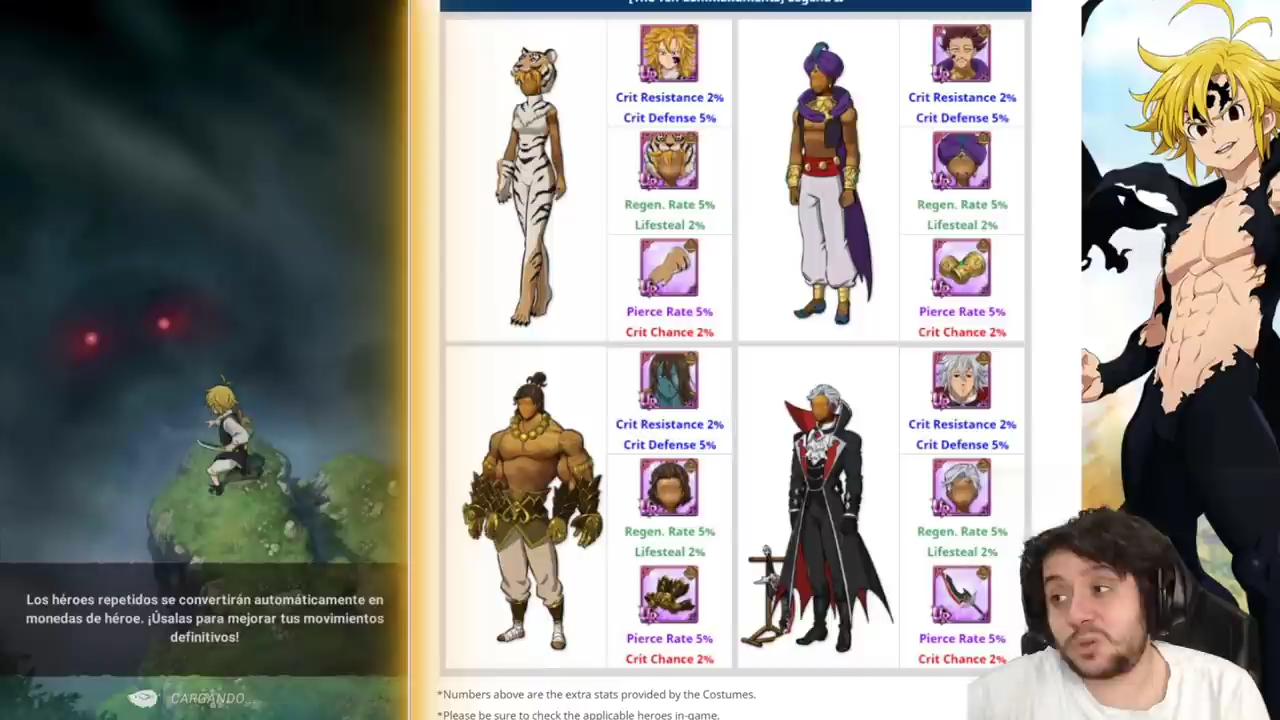 [The Ten Commandments] Legend II
Crit Resistance 2%
Crit Defense 5%
Regen. Rate 5%
Lifesteal 2%
Pierce Rate 5%
Crit Chance 2%
Crit Resistance 2%
Crit Defense 5%
Regen. Rate 5%
Lifesteal 2%
Pierce Rate 5%
Crit Chance 2%
Crit Resistance 2%
Crit Defense 5%
Regen. Rate 5%
Lifesteal 2%
Pierce Rate 5%
Crit Chance 2%
Crit Resistance 2%
Crit Defense 5%
Regen. Rate 5%
Lifesteal 2%
Pierce Rate 5%
Crit Chance 2%
*Numbers above are the extra stats provided by the Costumes.
*Please be sure to check the applicable heroes in-game.
Los héroes repetidos se convertirán automáticamente en
monedas de héroe. ¡Úsalas para mejorar tus movimientos
definitivos!
CARGANDO...